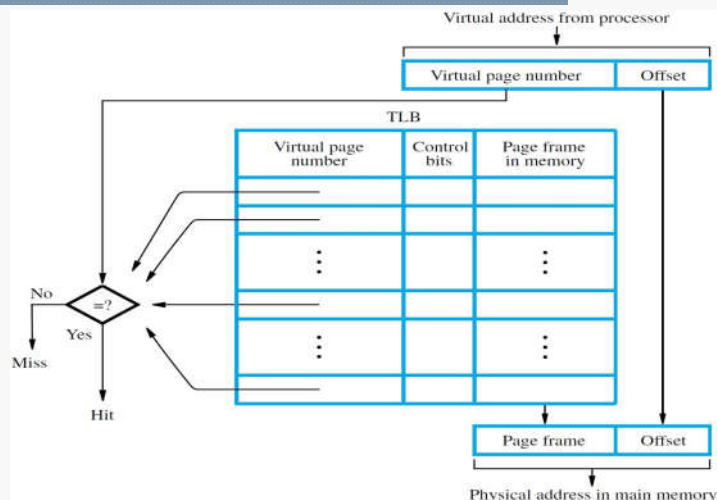 Virtual address from processor
Virtual page number Offset
TLB
Virtual page
number
Control
bits
Page frame
in memory
No
=?
Yes
Miss
Hit
Page frame Offset
Physical address in main memory